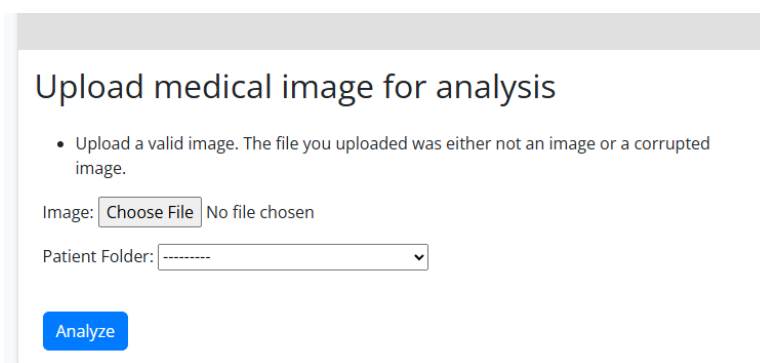 Upload medical image for analysis
• Upload a valid image. The file you uploaded was either not an image or a corrupted
image.
Image: Choose File No file chosen
Patient Folder: ---------
Analyze